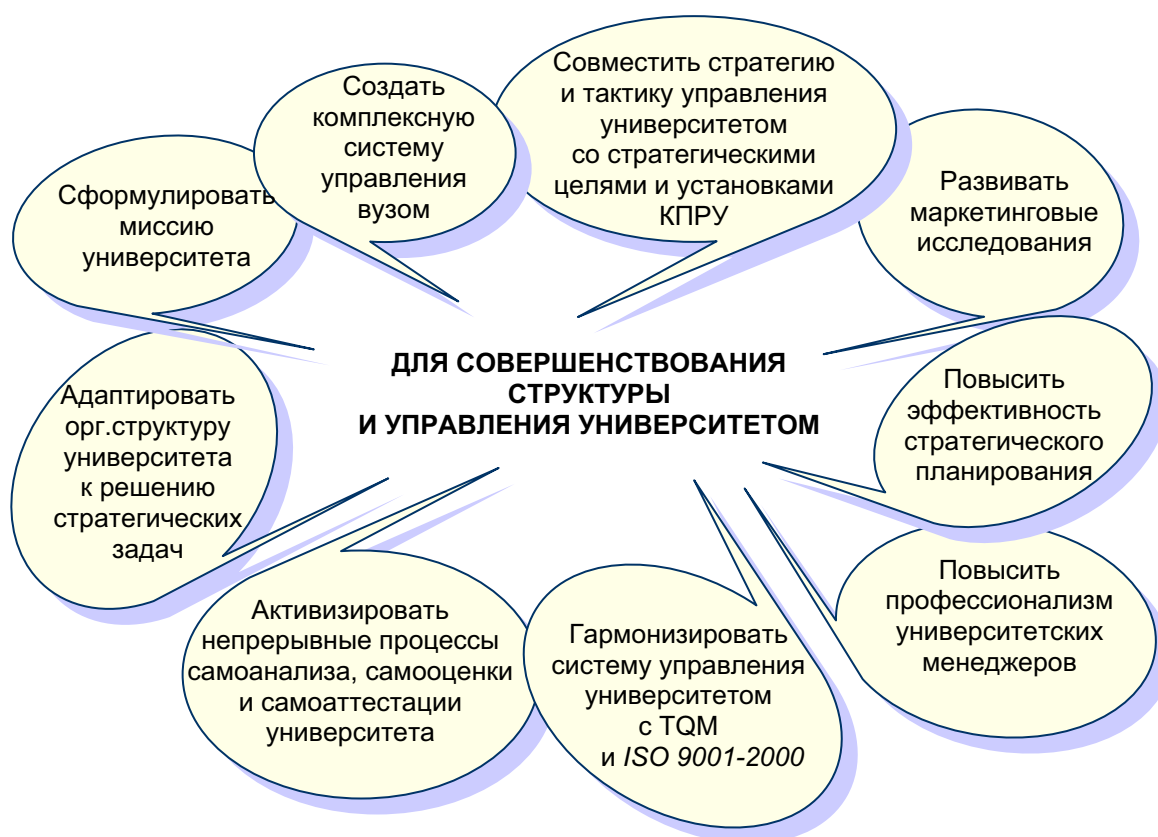 Совместить стратегию
и тактику управления
университетом
со стратегическими
целями и установками
КПРУ
Создать
комплексную
систему
управления
вузом
Сформулировать
миссию
университета
Развивать
маркетинговые
исследования
ДЛЯ СОВЕРШЕНСТВОВАНИЯ
СТРУКТУРЫ
И УПРАВЛЕНИЯ УНИВЕРСИТЕТОМ
Адаптировать
орг.структуру
университета
к решению
стратегических
задач
Повысить
эффективность
стратегического
планирования
Активизировать
непрерывные процессы
самоанализа, самооценки
и самоаттестации
университета
Гармонизировать
систему управления
университетом
с TQM
и ISO 9001-2000
Повысить
профессионализм
университетских
менеджеров